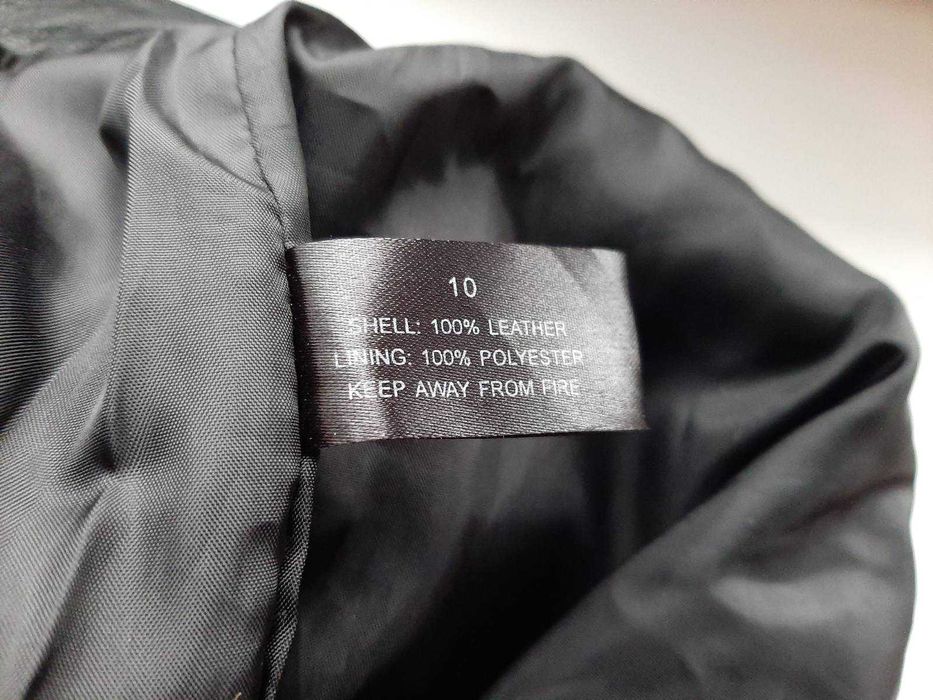 10
SHELL: 100% LEATHER
LINING: 100% POLYESTER
KEEP AWAY FROM FIRE